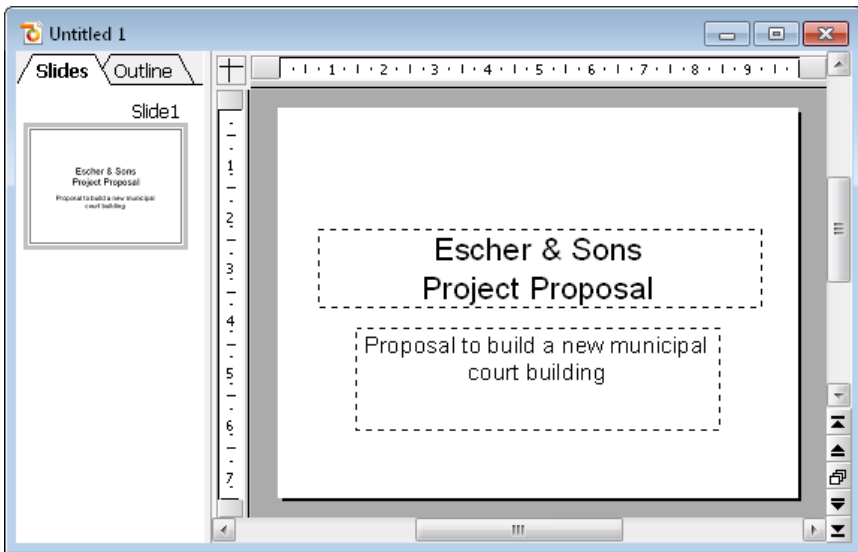 Untitled 1
Slides Outline
Slide1
Escher & Sons
Project Proposal
Proposal to build a new municipal
court building
1 2 3 4 5 6 7 8 9
1
2
3
4
5
6
7
Escher & Sons
Project Proposal
Proposal to build a new municipal
court building